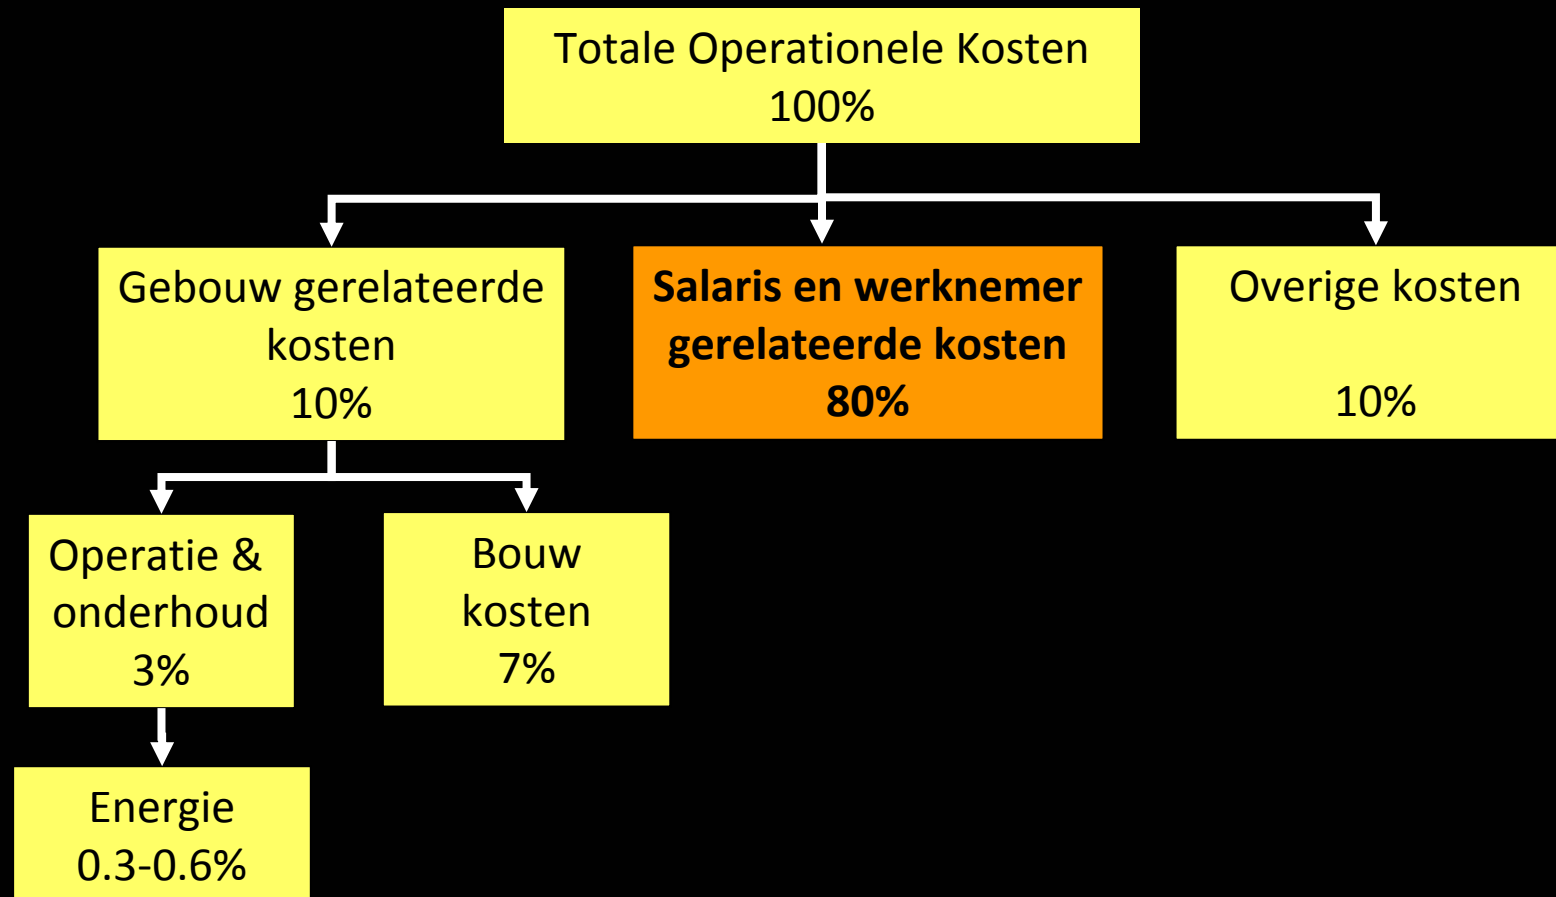 Totale Operationele Kosten
100%
Gebouw gerelateerde
kosten
10%
Salaris en werknemer
gerelateerde kosten
80%
Overige kosten
10%
Operatie &
onderhoud
3%
Bouw
kosten
7%
Energie
0.3-0.6%